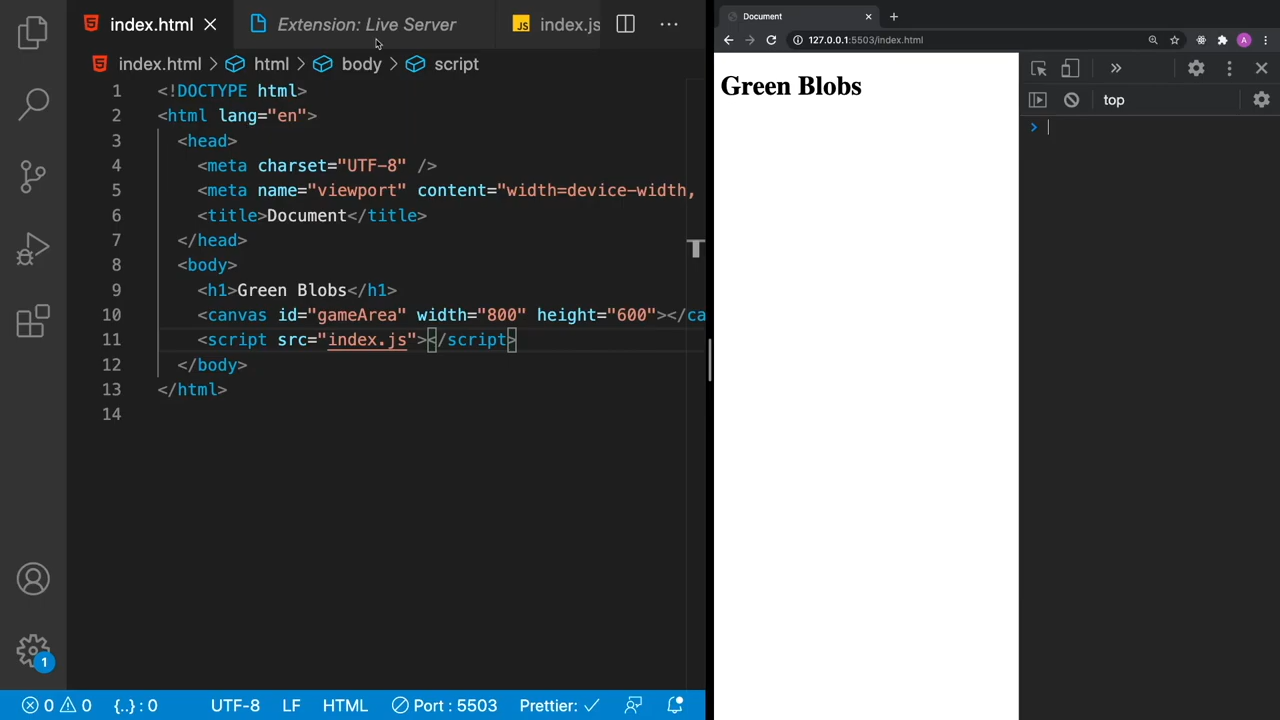 index.html
Extension: Live Server
JS index.js
index.html > html > body > script
1 <!DOCTYPE html>
2 <html lang="en">
3 <head>
4 <meta charset="UTF-8" />
5 <meta name="viewport" content="width=device-width,
6 <title>Document</title>
7 </head>
8 <body>
9 <h1>Green Blobs</h1>
10 <canvas id="gameArea" width="800" height="600"></ca
11 <script src="index.js"></script>
12 </body>
13 </html>
14
1
0 0 {..} : 0 UTF-8 LF HTML Port : 5503 Prettier: ✓
Document
127.0.0.1:5503/index.html
A
Green Blobs
top